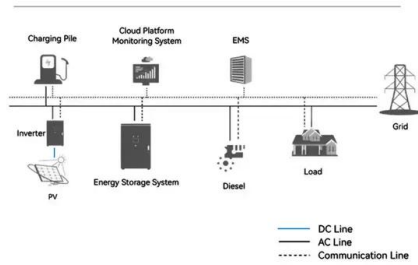 Charging Pile
Cloud Platform
Monitoring System
EMS
Grid
Inverter
PV
Energy Storage System
Diesel
Load
DC Line
AC Line
Communication Line